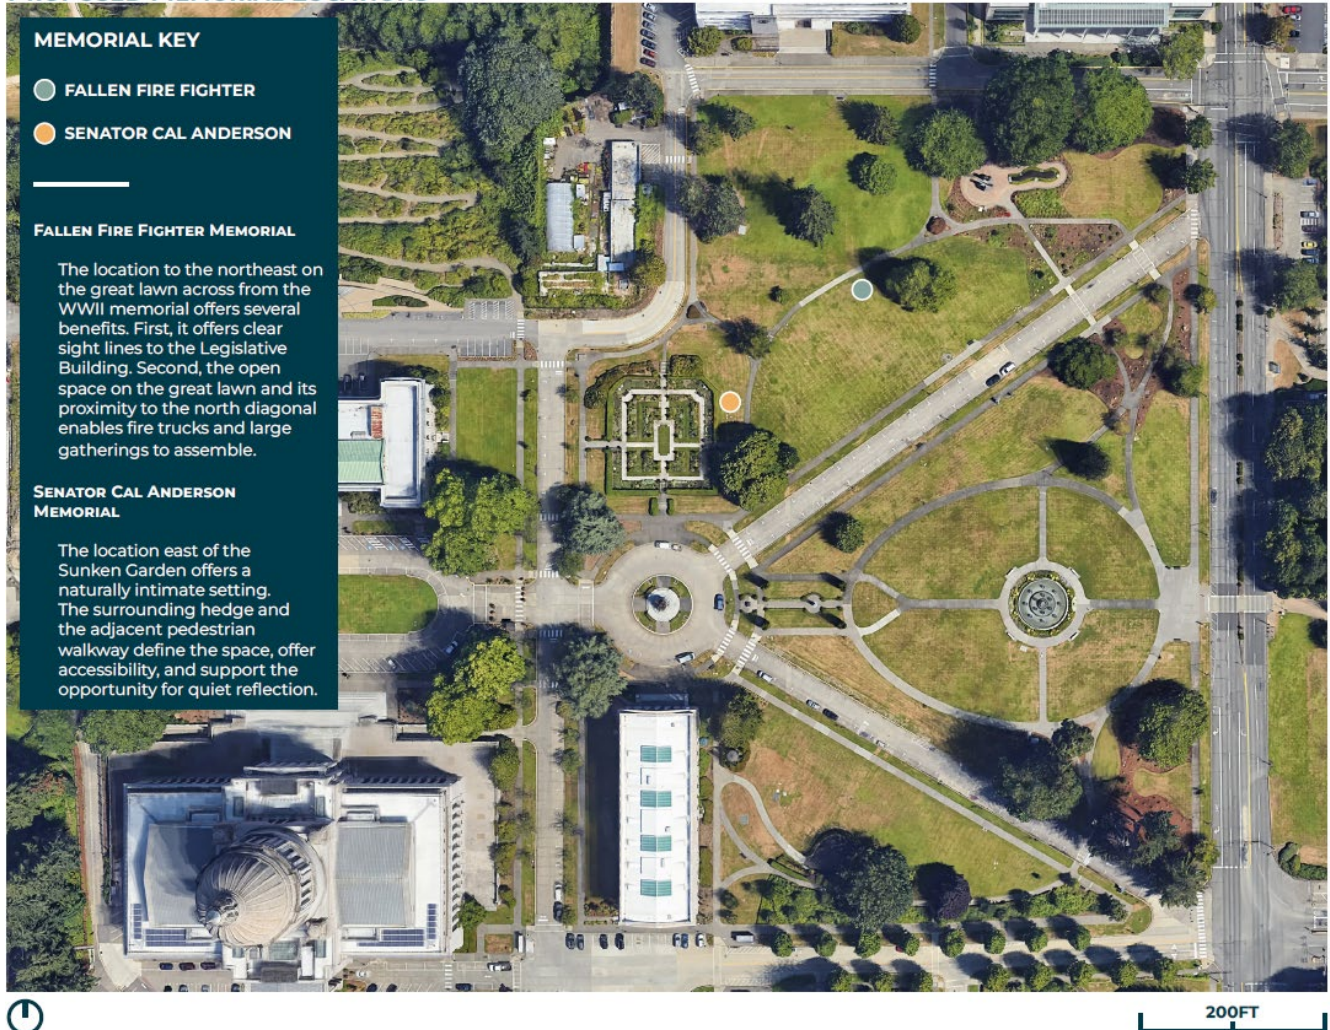 MEMORIAL KEY
FALLEN FIRE FIGHTER
SENATOR CAL ANDERSON
FALLEN FIRE FIGHTER MEMORIAL
The location to the northeast on
the great lawn across from the
WWII memorial offers several
benefits. First, it offers clear
sight lines to the Legislative
Building. Second, the open
space on the great lawn and its
proximity to the north diagonal
enables fire trucks and large
gatherings to assemble.
SENATOR CAL ANDERSON
MEMORIAL
The location east of the
Sunken Garden offers a
naturally intimate setting.
The surrounding hedge and
the adjacent pedestrian
walkway define the space, offer
accessibility, and support the
opportunity for quiet reflection.
200FT